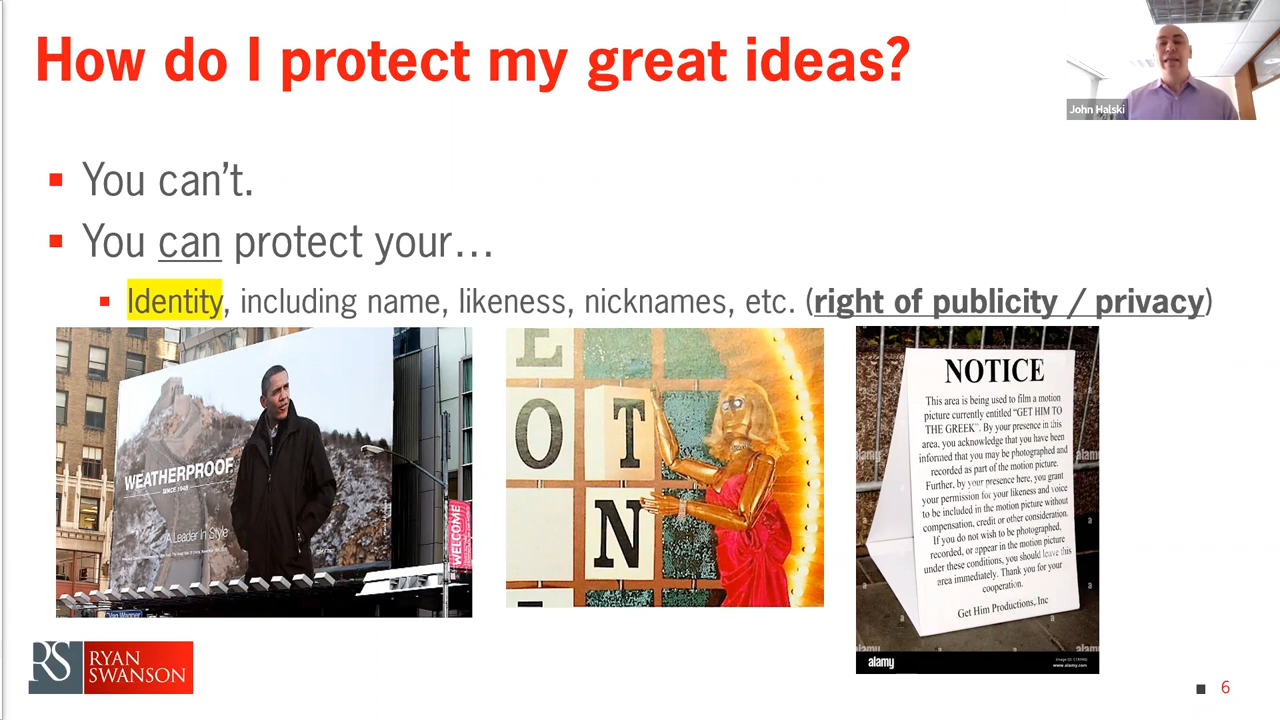 How do I protect my great ideas?
John Halski
You can't.
You can protect your…
Identity, including name, likeness, nicknames, etc. (right of publicity / privacy)
WEATHERPROOF
SINCE 1948
A Leader In Style
WELCOME
E
O T
N
NOTICE
This area is being used to film a motion
picture currently entitled "GET HIM TO
THE GREEK". By your presence in this
area, you acknowledge that you have been
informed that you may be photographed and
recorded as part of the motion picture.
Further, by your presence here, you grant
your permission for your likeness and voice
to be included in the motion picture without
compensation, credit or other consideration.
If you do not wish to be photographed,
recorded, or appear in the motion picture
under these conditions, you should leave this
area immediately. Thank you for your
cooperation.
Get Him Productions, Inc
alamy
www.alamy.com
RS RYAN
SWANSON
6